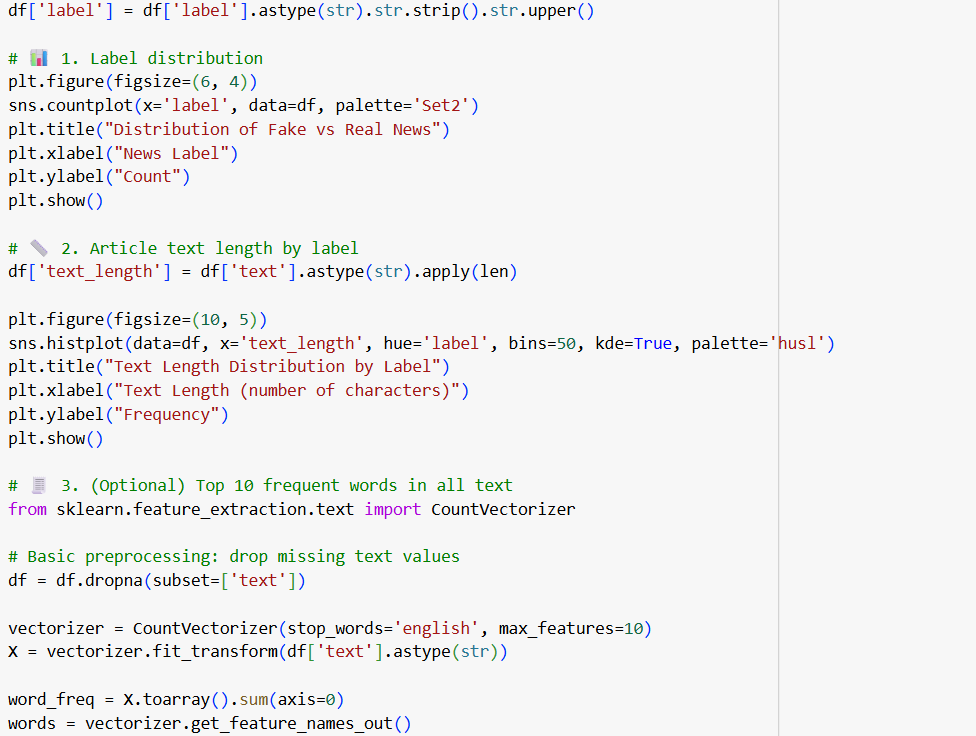 df['label'] = df['label'].astype(str).str.strip().str.upper()
# 📊 1. Label distribution
plt.figure(figsize=(6, 4))
sns.countplot(x='label', data=df, palette='Set2')
plt.title("Distribution of Fake vs Real News")
plt.xlabel("News Label")
plt.ylabel("Count")
plt.show()
# 📏 2. Article text length by label
df['text_length'] = df['text'].astype(str).apply(len)
plt.figure(figsize=(10, 5))
sns.histplot(data=df, x='text_length', hue='label', bins=50, kde=True, palette='husl')
plt.title("Text Length Distribution by Label")
plt.xlabel("Text Length (number of characters)")
plt.ylabel("Frequency")
plt.show()
# 🧾 3. (Optional) Top 10 frequent words in all text
from sklearn.feature_extraction.text import CountVectorizer
# Basic preprocessing: drop missing text values
df = df.dropna(subset=['text'])
vectorizer = CountVectorizer(stop_words='english', max_features=10)
X = vectorizer.fit_transform(df['text'].astype(str))
word_freq = X.toarray().sum(axis=0)
words = vectorizer.get_feature_names_out()